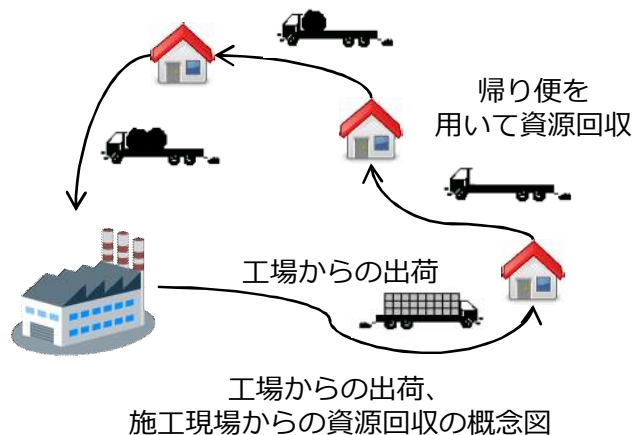 帰り便を
用いて資源回収
工場からの出荷
工場からの出荷、
施工現場からの資源回収の概念図